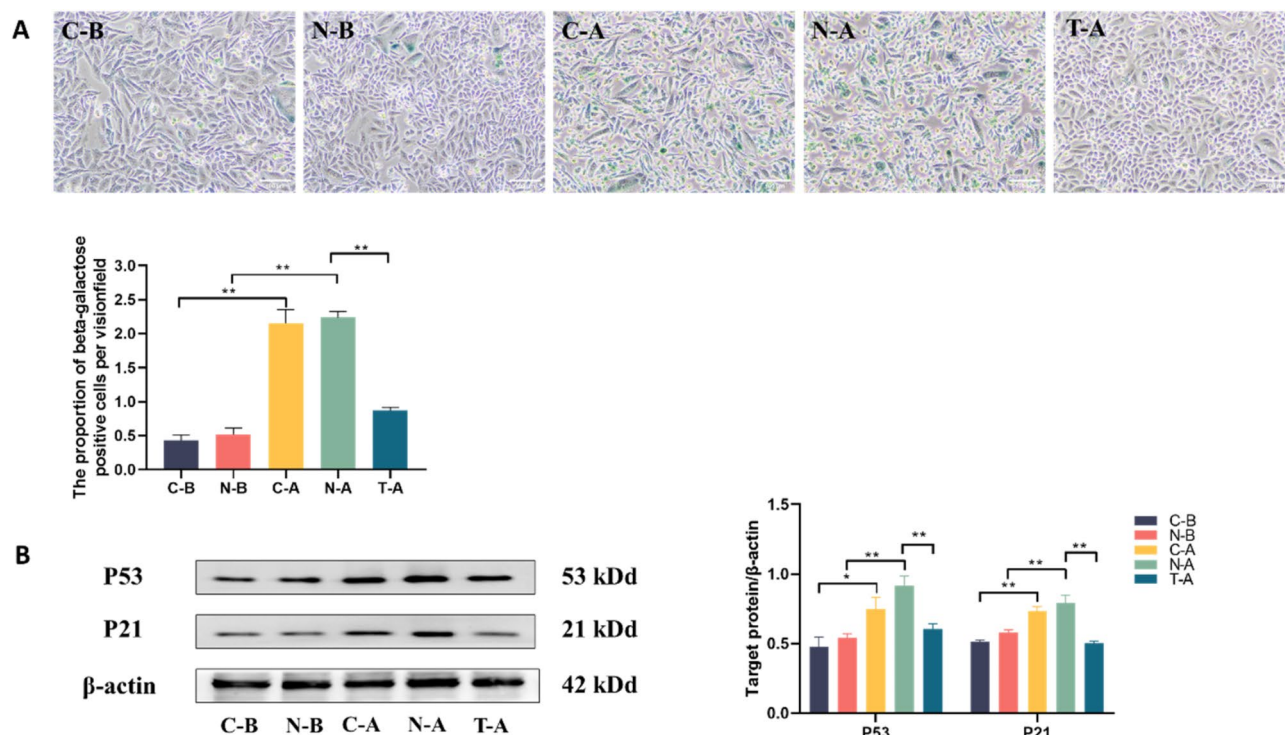 A
C-B
N-B
C-A
N-A
T-A
The proportion of beta-galactose
positive cells per visionfield
3.0
2.5
2.0
1.5
1.0
0.5
0.0
**
**
**
C-B
N-B
C-A
N-A
T-A
B
P53
53 kDd
P21
21 kDd
β-actin
42 kDd
C-B
N-B
C-A
N-A
T-A
Target protein/β-actin
1.5
1.0
0.5
0.0
*
**
**
**
**
**
P53
P21
C-B
N-B
C-A
N-A
T-A